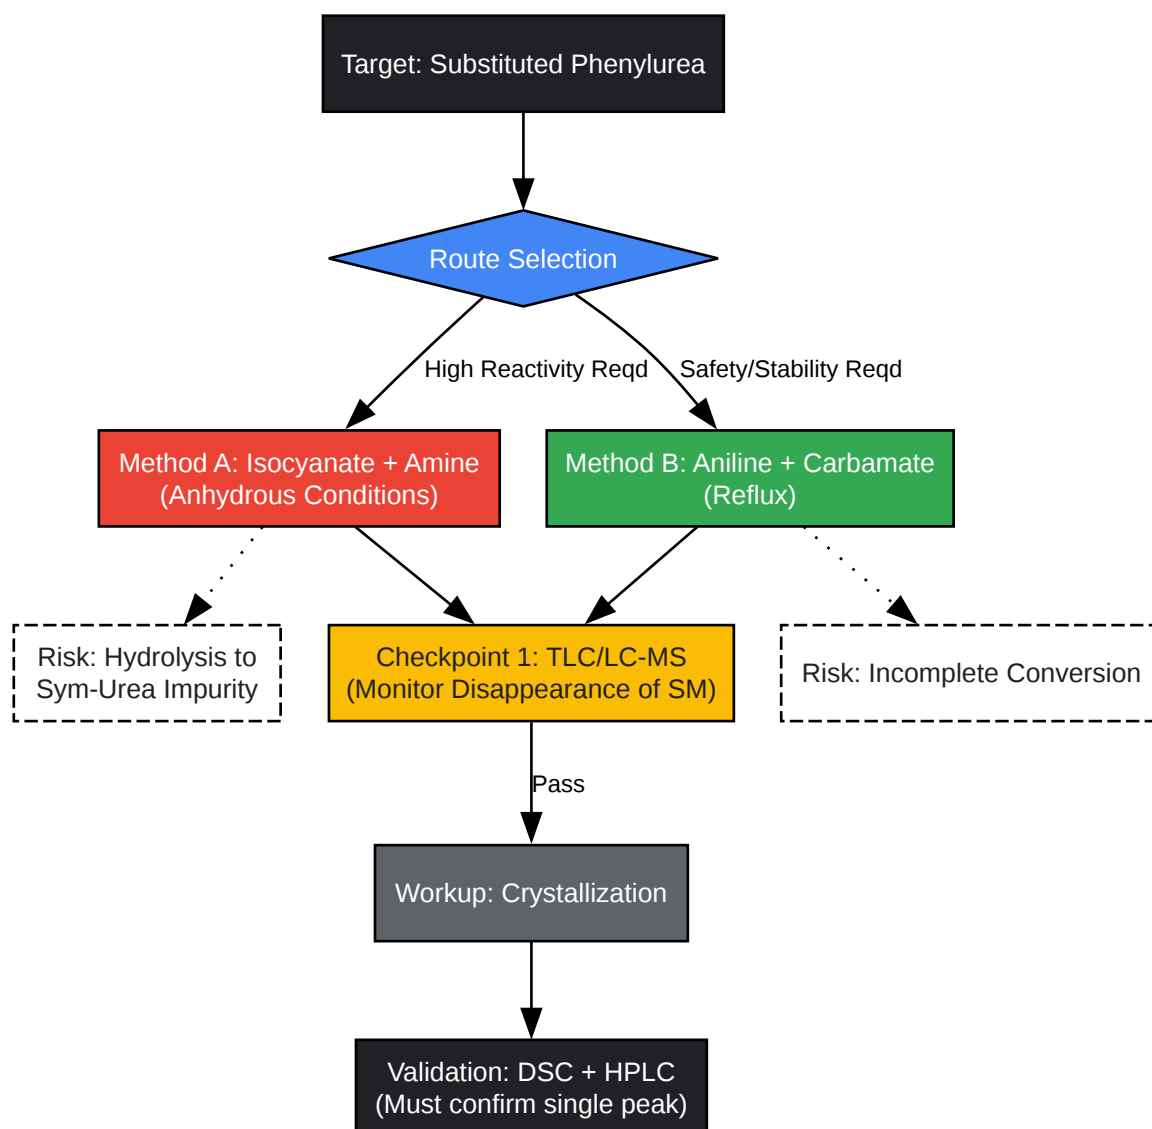 Target: Substituted Phenylurea
Route Selection
High Reactivity Reqd
Safety/Stability Reqd
Method A: Isocyanate + Amine
(Anhydrous Conditions)
Method B: Aniline + Carbamate
(Reflux)
Risk: Hydrolysis to
Sym-Urea Impurity
Checkpoint 1: TLC/LC-MS
(Monitor Disappearance of SM)
Risk: Incomplete Conversion
Pass
Workup: Crystallization
Validation: DSC + HPLC
(Must confirm single peak)